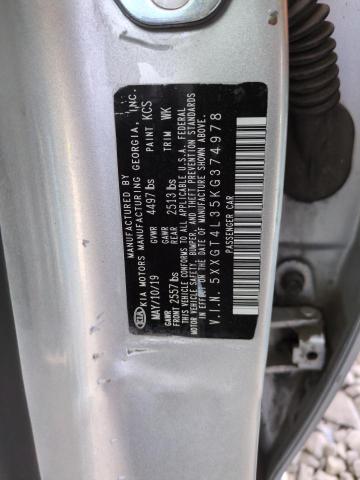 MANUFACTURED BY
KIA KIA MOTORS MANUFACTURING GEORGIA, INC.
MAY/10/19 GVWR 4497 lbs PAINT KCS
GAWR FRONT 2557 lbs GAWR REAR 2513 lbs TRIM WK
THIS VEHICLE CONFORMS TO ALL APPLICABLE U.S.A. FEDERAL
MOTOR VEHICLE SAFETY, BUMPER, AND THEFT PREVENTION
STANDARDS IN EFFECT ON THE DATE OF MANUFACTURE SHOWN ABOVE.
V.I.N. 5XXGT4L35KG374978
PASSENGER CAR